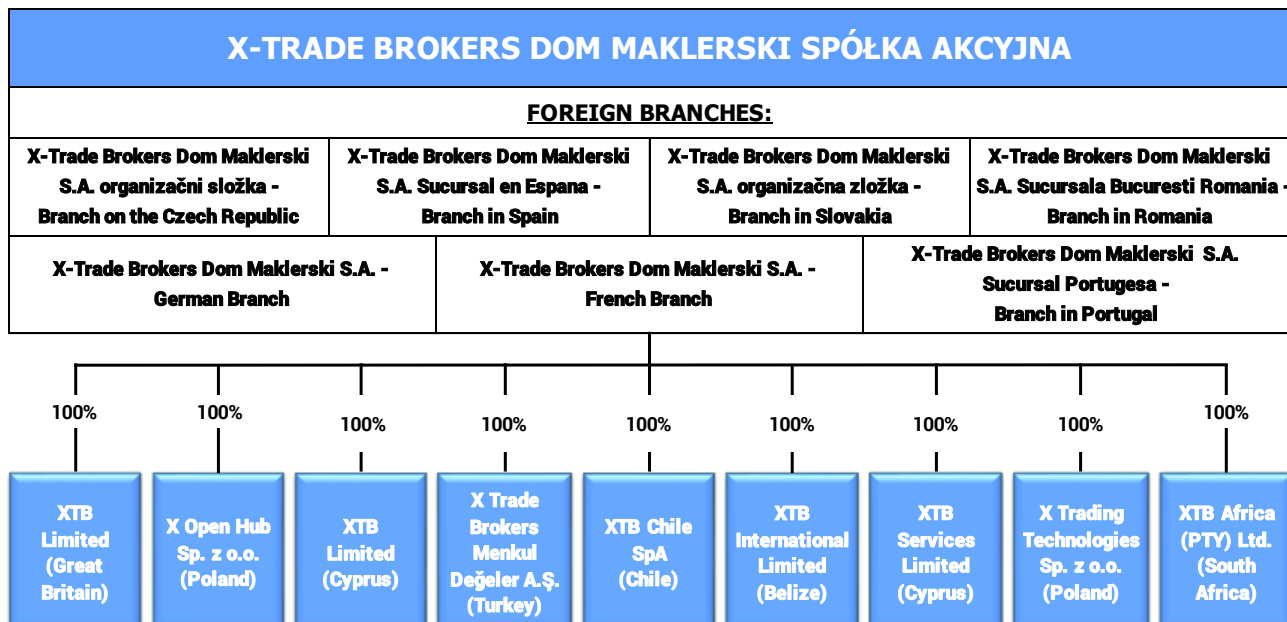 X-TRADE BROKERS DOM MAKLERSKI SPÓŁKA AKCYJNA
FOREIGN BRANCHES:
X-Trade Brokers Dom Maklerski
S.A. organizačni složka -
Branch on the Czech Republic
X-Trade Brokers Dom Maklerski
S.A. Sucursal en Espana -
Branch in Spain
X-Trade Brokers Dom Maklerski
S.A. organizačna zložka -
Branch in Slovakia
X-Trade Brokers Dom Maklerski
S.A. Sucursala Bucuresti Romania -
Branch in Romania
X-Trade Brokers Dom Maklerski S.A. -
German Branch
X-Trade Brokers Dom Maklerski S.A. -
French Branch
X-Trade Brokers Dom Maklerski S.A.
Sucursal Portugesa -
Branch in Portugal
100%
100%
100%
100%
100%
100%
100%
100%
100%
XTB
Limited
(Great
Britain)
X Open Hub
Sp. z o.o.
(Poland)
XTB
Limited
(Cyprus)
X Trade
Brokers
Menkul
Değeler A.Ş.
(Turkey)
XTB Chile
SpA
(Chile)
XTB
International
Limited
(Belize)
XTB
Services
Limited
(Cyprus)
X Trading
Technologies
Sp. z o.o.
(Poland)
XTB Africa
(PTY) Ltd.
(South
Africa)